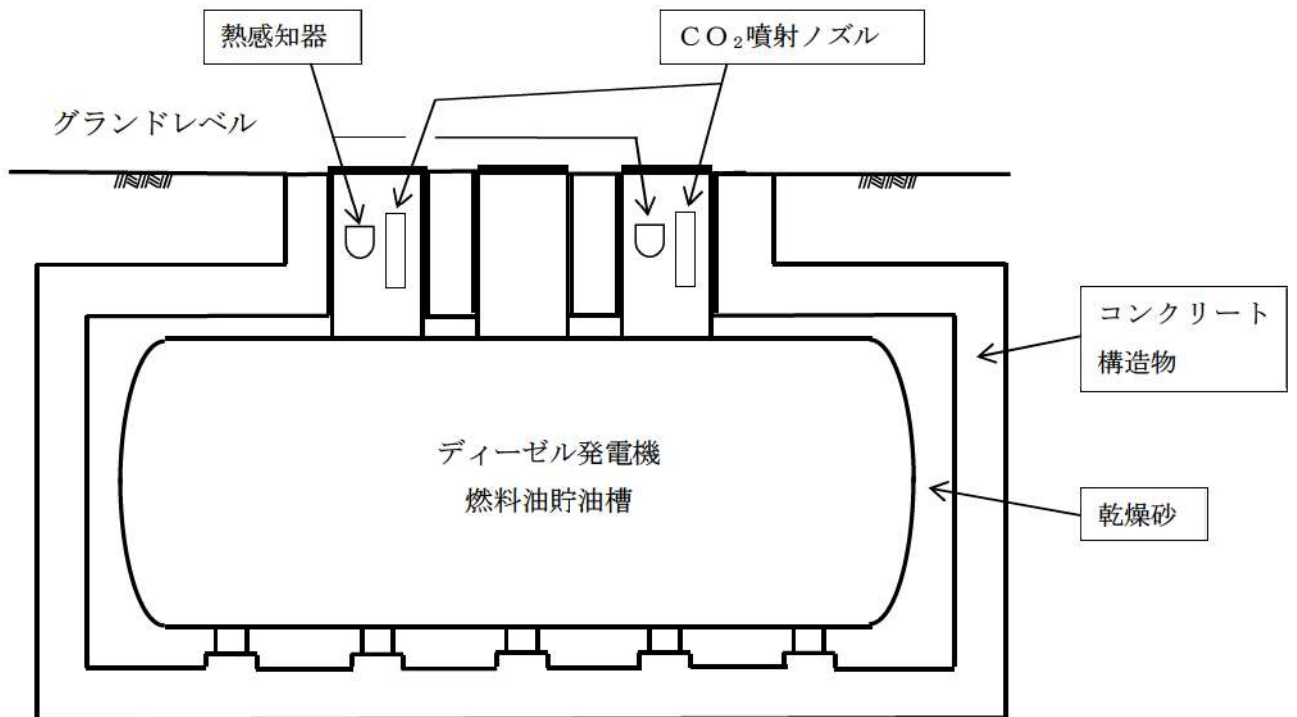 熱感知器
ＣＯ₂噴射ノズル
グランドレベル
コンクリート
構造物
ディーゼル発電機
燃料油貯油槽
乾燥砂